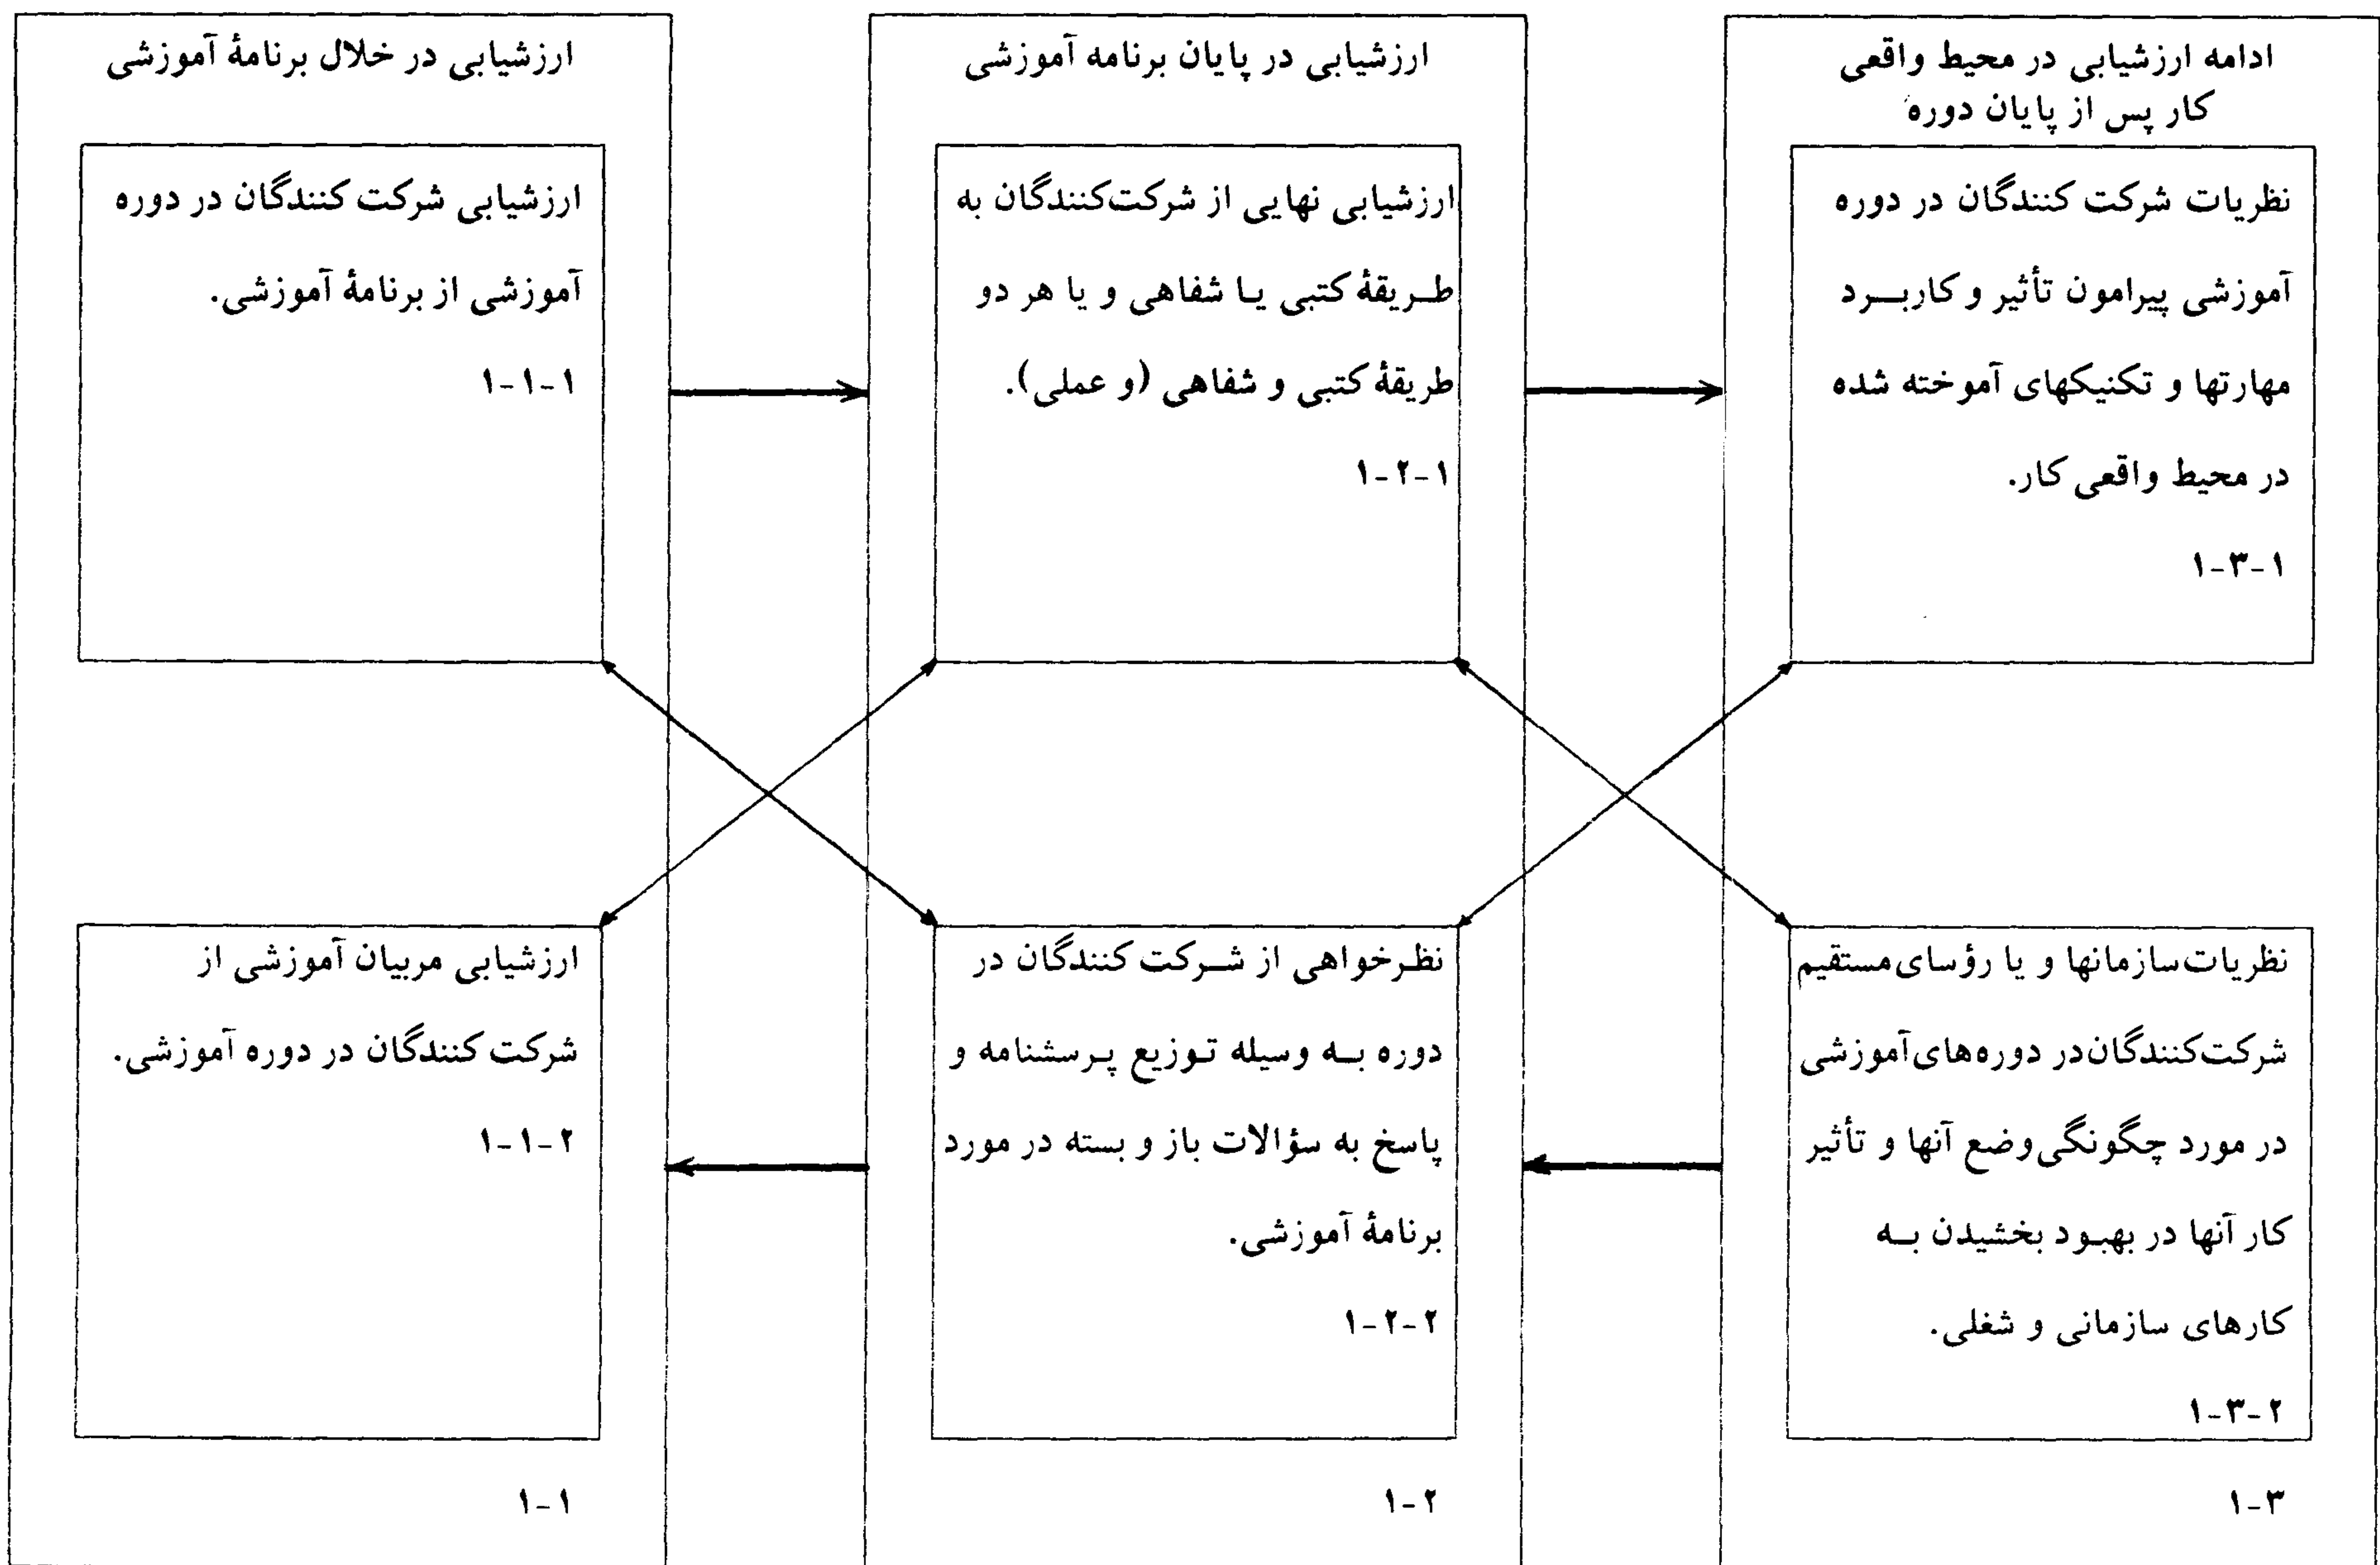 ارزشیابی در خلال برنامهٔ آموزشی
ارزشیابی شرکت کنندگان در دوره
آموزشی از برنامهٔ آموزشی.
۱-۱-۱
ارزشیابی مربیان آموزشی از
شرکت کنندگان در دوره آموزشی.
۱-۱-۲
۱-۱
ارزشیابی در پایان برنامه آموزشی
ارزشیابی نهایی از شرکت‌کنندگان به
طریقهٔ کتبی یا شفاهی و یا هر دو
طریقهٔ کتبی و شفاهی (و عملی).
۱-۲-۱
نظرخواهی از شرکت کنندگان در
دوره به وسیله توزیع پرسشنامه و
پاسخ به سؤالات باز و بسته در مورد
برنامهٔ آموزشی.
۱-۲-۲
۱-۲
ادامه ارزشیابی در محیط واقعی
کار پس از پایان دوره
نظریات شرکت کنندگان در دوره
آموزشی پیرامون تأثیر و کاربرد
مهارتها و تکنیکهای آموخته شده
در محیط واقعی کار.
۱-۳-۱
نظریات سازمانها و یا رؤسای مستقیم
شرکت‌کنندگان در دوره‌های آموزشی
در مورد چگونگی وضع آنها و تأثیر
کار آنها در بهبود بخشیدن به
کارهای سازمانی و شغلی.
۱-۳-۲
۱-۳